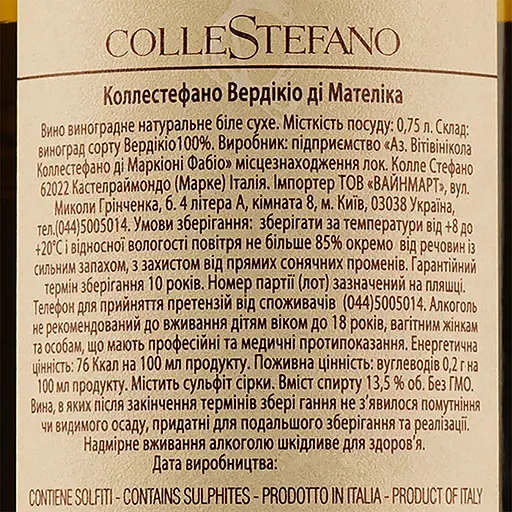 COLLESTEFANO
Коллестефано Вердікіо ді Мателіка
Вино виноградне натуральне біле сухе. Місткість посуду: 0,75 л. Склад:
виноград сорту Вердікіо100%. Виробник: підприємство «Аз. Вітівінікола
Коллестефано ді Маркіоні Фабіо» місцезнаходження лок. Колле Стефано
62022 Кастелраймондо (Марке) Італія. Імпортер ТОВ «ВАЙНМАРТ», вул.
Миколи Грінченка, б. 4 літера А, кімната 8, м. Київ, 03038 Україна,
тел.(044)5005014. Умови зберігання: зберігати за температури від +8 до
+20°C і відносної вологості повітря не більше 85% окремо від речовин із
сильним запахом, з захистом від прямих сонячних променів. Гарантійний
термін зберігання 10 років. Номер партії (лот) зазначений на пляшці.
Телефон для прийняття претензій від споживачів (044)5005014. Алкоголь
не рекомендований до вживання дітям віком до 18 років, вагітним жінкам
та особам, що мають професійні та медичні протипоказання. Енергетична
цінність: 76 Ккал на 100 мл продукту. Поживна цінність: вуглеводів 0,2 г на
100 мл продукту. Містить сульфіт сірки. Вміст спирту 13,5 % об. Без ГМО.
Вина, в яких після закінчення термінів збері гання не з’явилося помутніння
чи видимого осаду, придатні для подальшого зберігання та реалізації.
Надмірне вживання алкоголю шкідливе для здоров’я.
Дата виробництва:
CONTIENE SOLFITI - CONTAINS SULPHITES - PRODOTTO IN ITALIA - PRODUCT OF ITALY